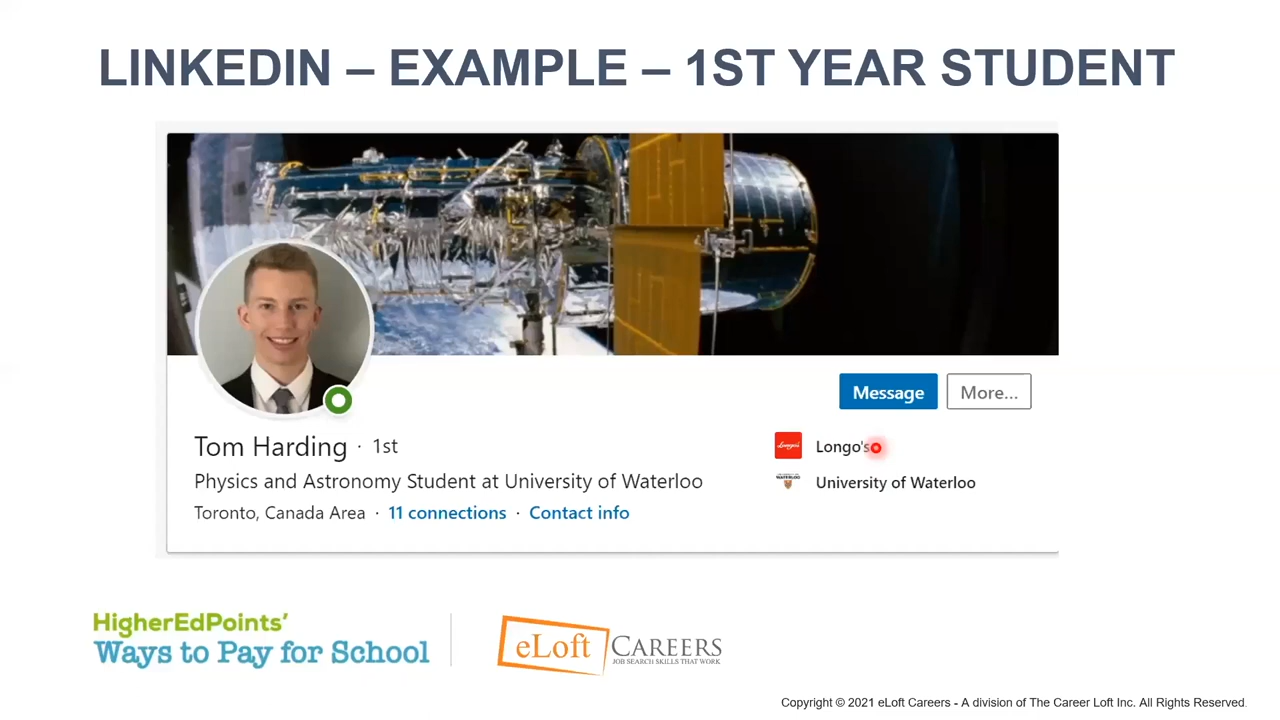 LINKEDIN – EXAMPLE – 1ST YEAR STUDENT
Message
More...
Tom Harding · 1st
Physics and Astronomy Student at University of Waterloo
Toronto, Canada Area · 11 connections · Contact info
Longo's
Longo's
WATERLOO
University of Waterloo
HigherEdPoints'
Ways to Pay for School
eLoft CAREERS
JOB SEARCH SKILLS THAT WORK
Copyright © 2021 eLoft Careers - A division of The Career Loft Inc. All Rights Reserved.